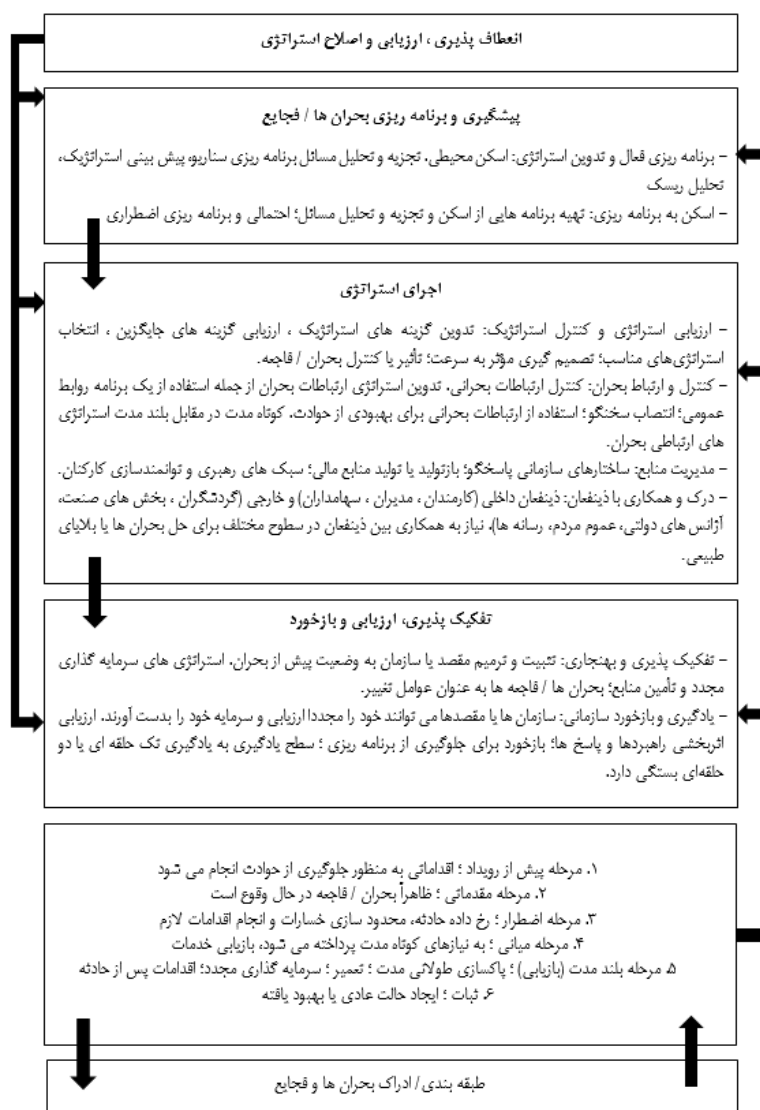 انعطاف پذیری ، ارزیابی و اصلاح استراتژی
پیشگیری و برنامه ریزی بحران ها / فجایع
- برنامه ریزی فعال و تدوین استراتژی: اسکن محیطی. تجزیه و تحلیل مسائل برنامه ریزی سناریو، پیش بینی استراتژیک،
تحلیل ریسک
- اسکن به برنامه ریزی: تهیه برنامه هایی از اسکن و تجزیه و تحلیل مسائل؛ احتمالی و برنامه ریزی اضطراری
اجرای استراتژی
- ارزیابی استراتژی و کنترل استراتژیک: تدوین گزینه های استراتژیک ، ارزیابی گزینه های جایگزین ، انتخاب
استراتژی‌های مناسب؛ تصمیم گیری مؤثر به سرعت؛ تأثیر یا کنترل بحران / فاجعه.
- کنترل و ارتباط بحران: کنترل ارتباطات بحرانی. تدوین استراتژی ارتباطات بحران از جمله استفاده از یک برنامه روابط
عمومی؛ انتصاب سخنگو؛ استفاده از ارتباطات بحرانی برای بهبودی از حوادث. کوتاه مدت در مقابل بلند مدت استراتژی
های ارتباطی بحران.
- مدیریت منابع: ساختارهای سازمانی پاسخگو؛ بازتولید یا تولید منابع مالی؛ سبک های رهبری و توانمندسازی کارکنان.
- درک و همکاری با ذینفعان: ذینفعان داخلی (کارمندان ، مدیران ، سهامداران) و خارجی (گردشگران ، بخش های صنعت،
آژانس های دولتی، عموم مردم، رسانه ها). نیاز به همکاری بین ذینفعان در سطوح مختلف برای حل بحران ها یا بلایای
طبیعی.
تفکیک پذیری، ارزیابی و بازخورد
- تفکیک پذیری و بهنجاری: تثبیت و ترمیم مقصد یا سازمان به وضعیت پیش از بحران. استراتژی های سرمایه گذاری
مجدد و تأمین منابع؛ بحران ها / فاجعه ها به عنوان عوامل تغییر.
- یادگیری و بازخورد سازمانی: سازمان ها یا مقصدها می توانند خود را مجددا ارزیابی و سرمایه خود را بدست آورند. ارزیابی
اثربخشی راهبردها و پاسخ ها؛ بازخورد برای جلوگیری از برنامه ریزی ؛ سطح یادگیری به یادگیری تک حلقه ای یا دو
حلقه‌ای بستگی دارد.
۱. مرحله پیش از رویداد ؛ اقداماتی به منظور جلوگیری از حوادث انجام می شود
۲. مرحله مقدماتی ؛ ظاهراً بحران / فاجعه در حال وقوع است
۳. مرحله اضطرار ؛ رخ داده حادثه، محدود سازی خسارات و انجام اقدامات لازم
۴. مرحله میانی ؛ به نیازهای کوتاه مدت پرداخته می شود، بازیابی خدمات
۵. مرحله بلند مدت (بازیابی) ؛ پاکسازی طولانی مدت ؛ تعمیر ؛ سرمایه گذاری مجدد؛ اقدامات پس از حادثه
۶. ثبات ؛ ایجاد حالت عادی یا بهبود یافته
طبقه بندی/ ادراک بحران ها و فجایع